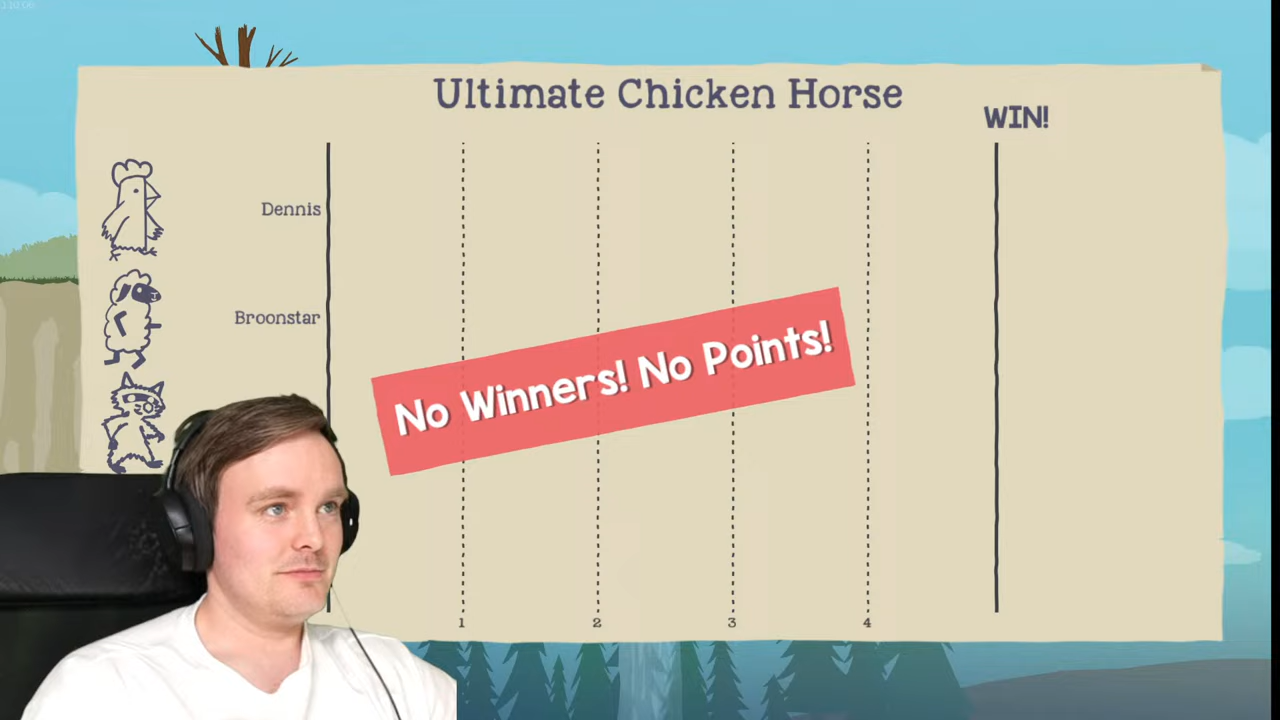 Ultimate Chicken Horse
WIN!
Dennis
Broonstar
No Winners! No Points!
1 2 3 4